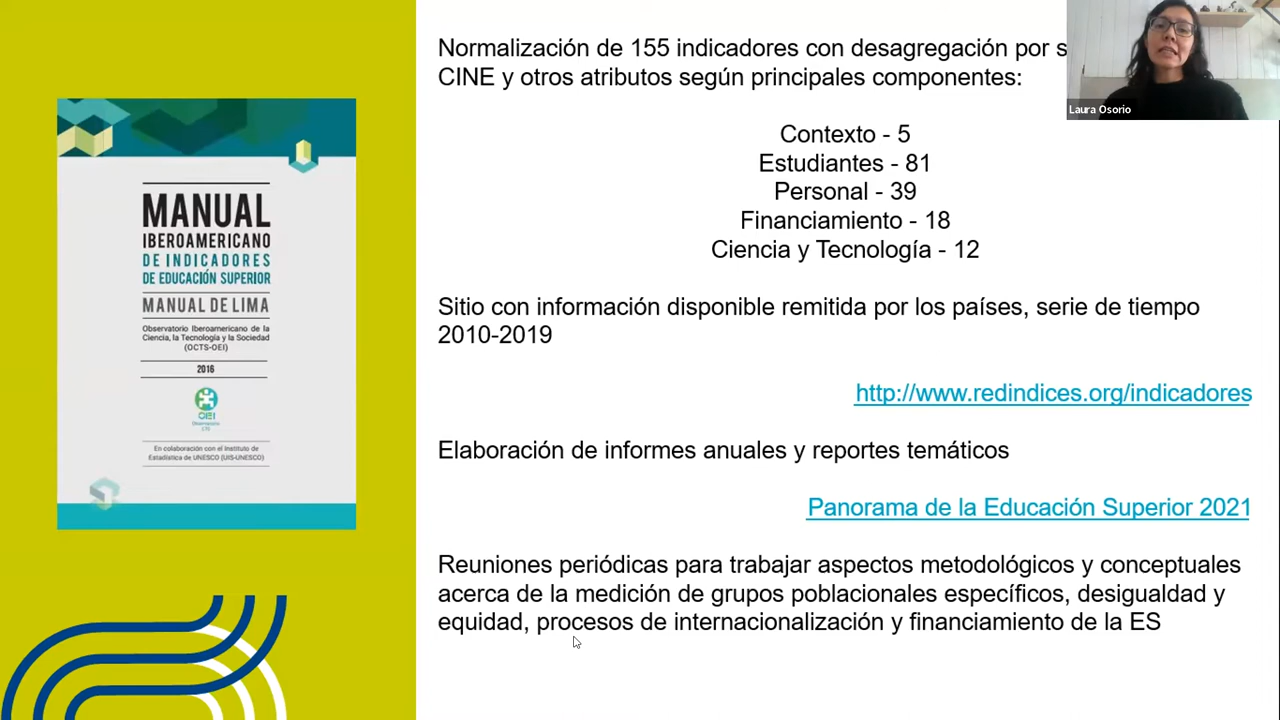 Normalización de 155 indicadores con desagregación por
CINE y otros atributos según principales componentes:
Contexto - 5
Estudiantes - 81
Personal - 39
Financiamiento - 18
Ciencia y Tecnología - 12
Sitio con información disponible remitida por los países, serie de tiempo
2010-2019
http://www.redindices.org/indicadores
Elaboración de informes anuales y reportes temáticos
Panorama de la Educación Superior 2021
Reuniones periódicas para trabajar aspectos metodológicos y conceptuales
acerca de la medición de grupos poblacionales específicos, desigualdad y
equidad, procesos de internacionalización y financiamiento de la ES
Laura Osorio
MANUAL
IBEROAMERICANO
DE INDICADORES
DE EDUCACIÓN SUPERIOR
MANUAL DE LIMA
Observatorio Iberoamericano de la
Ciencia, la Tecnología y la Sociedad
(OCTS-OEI)
2016
OEI
Observatorio
CTS
En colaboración con el Instituto de
Estadística de UNESCO (UIS-UNESCO)